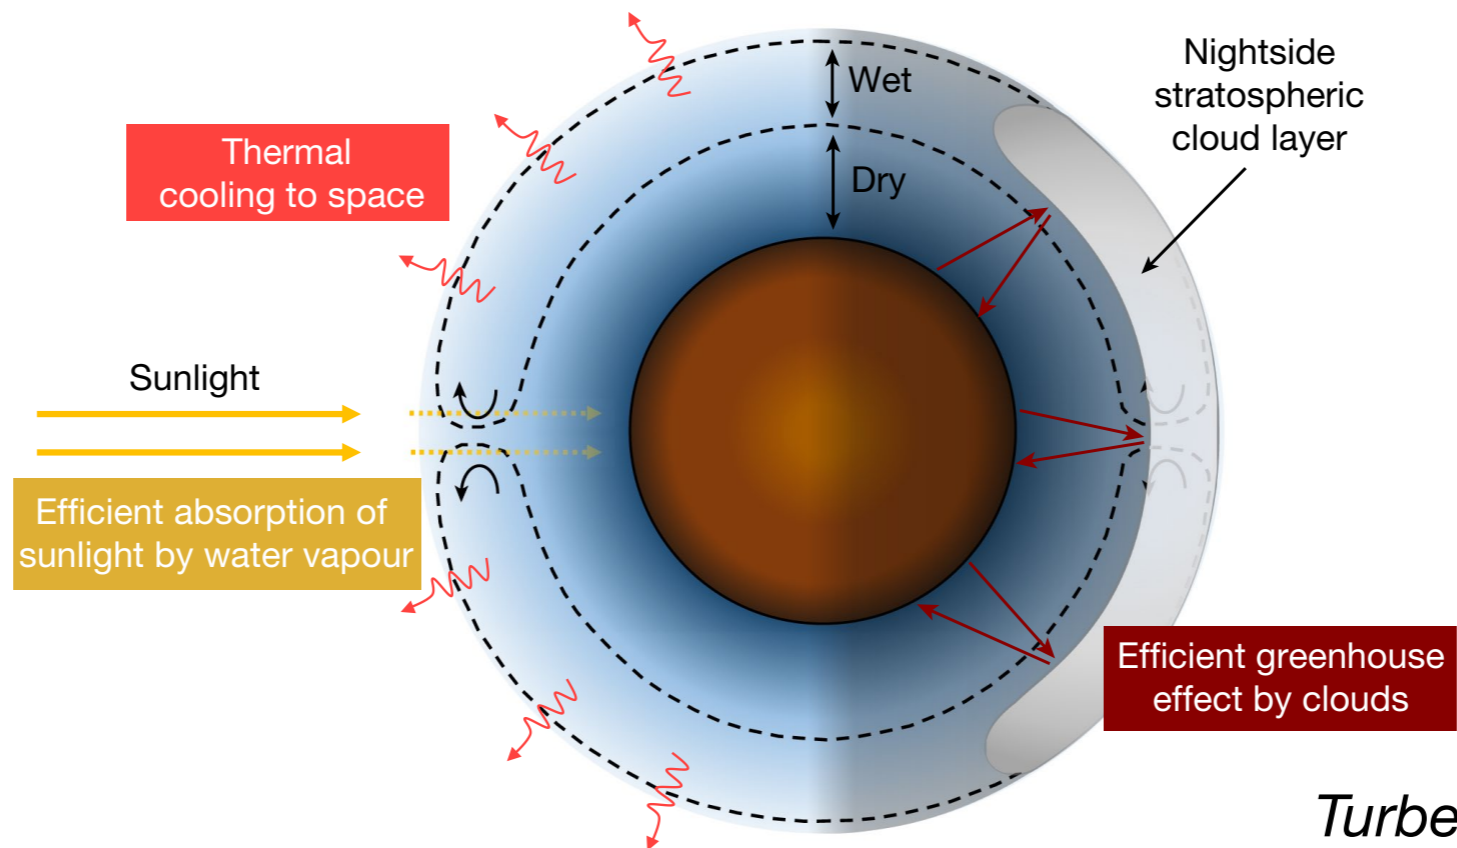 Nightside
stratospheric
cloud layer
Wet
Thermal
cooling to space
Dry
Sunlight
Efficient absorption of
sunlight by water vapour
Efficient greenhouse
effect by clouds
Turbe